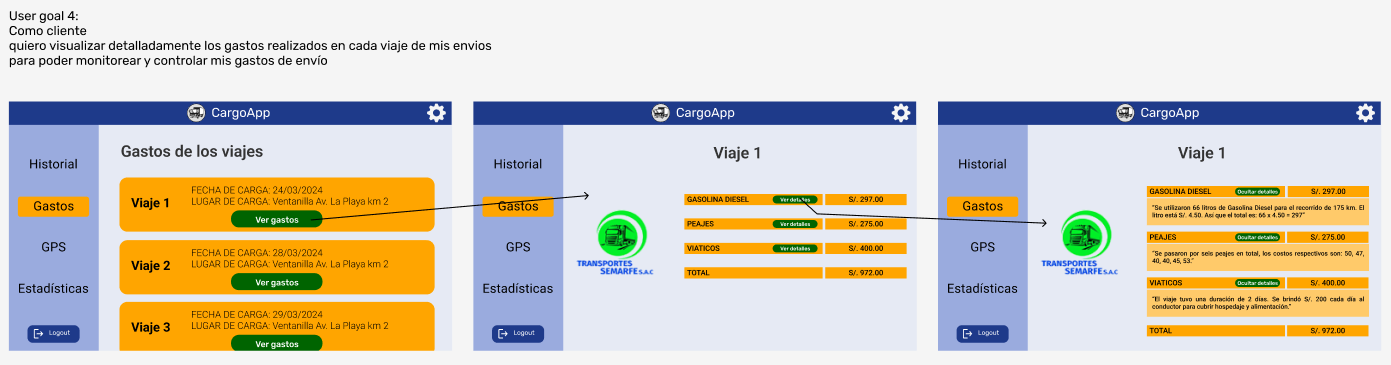 User goal 4:
Como cliente
quiero visualizar detalladamente los gastos realizados en cada viaje de mis envios
para poder monitorear y controlar mis gastos de envío
CargoApp
Historial
Gastos
GPS
Estadísticas
Logout
Gastos de los viajes
Viaje 1
FECHA DE CARGA: 24/03/2024
LUGAR DE CARGA: Ventanilla Av. La Playa km 2
Ver gastos
Viaje 2
FECHA DE CARGA: 28/03/2024
LUGAR DE CARGA: Ventanilla Av. La Playa km 2
Ver gastos
Viaje 3
FECHA DE CARGA: 29/03/2024
LUGAR DE CARGA: Ventanilla Av. La Playa km 2
Ver gastos
CargoApp
Historial
Gastos
GPS
Estadísticas
Logout
Viaje 1
TRANSPORTES
SEMARFE S.A.C
GASOLINA DIESEL Ver detalles S/. 297.00
PEAJES Ver detalles S/. 275.00
VIATICOS Ver detalles S/. 400.00
TOTAL S/. 972.00
CargoApp
Historial
Gastos
GPS
Estadísticas
Logout
Viaje 1
TRANSPORTES
SEMARFE S.A.C
GASOLINA DIESEL Ocultar detalles S/. 297.00
"Se utilizaron 66 litros de Gasolina Diesel para el recorrido de 175 km. El
litro está S/. 4.50. Así que el total es: 66 x 4.50 = 297"
PEAJES Ocultar detalles S/. 275.00
"Se pasaron por seis peajes en total, los costos respectivos son: 50, 47,
40, 40, 45, 53."
VIATICOS Ocultar detalles S/. 400.00
"El viaje tuvo una duración de 2 días. Se brindó S/. 200 cada día al
conductor para cubrir hospedaje y alimentación."
TOTAL S/. 972.00